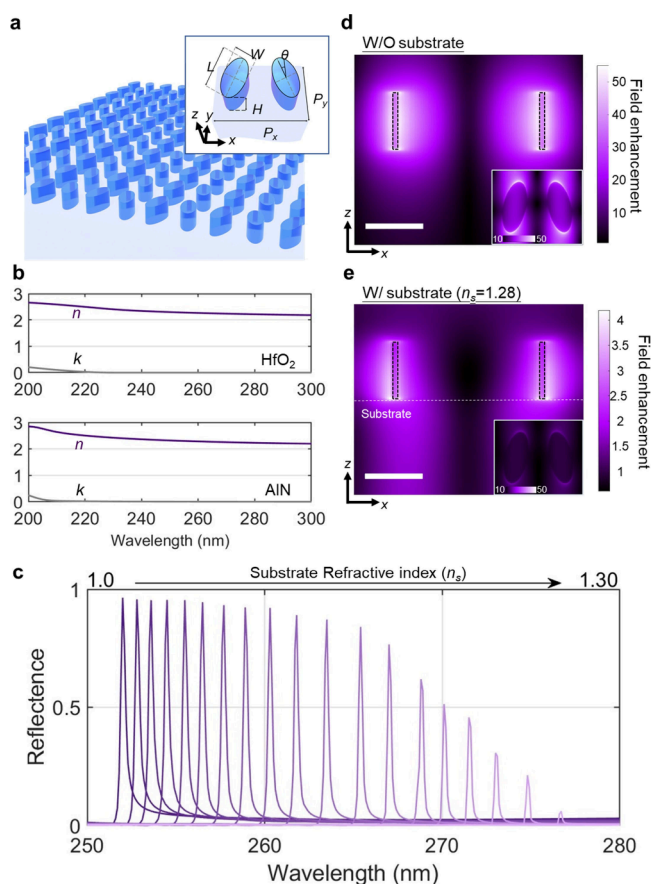 a
L
W
θ
H
P_y
z
y
x
P_x
b
3
2
1
0
n
k
HfO₂
200 220 240 260 280 300
3
2
1
0
n
k
AlN
200 220 240 260 280 300
Wavelength (nm)
d
W/O substrate
50
40
30
20
10
Field enhancement
10 50
z
x
e
W/ substrate (n_s=1.28)
4
3.5
3
2.5
2
1.5
1
Field enhancement
Substrate
10 50
z
x
c
1.0 Substrate Refractive index (n_s) 1.30
1
0.5
0
Reflectence
250 260 270 280
Wavelength (nm)